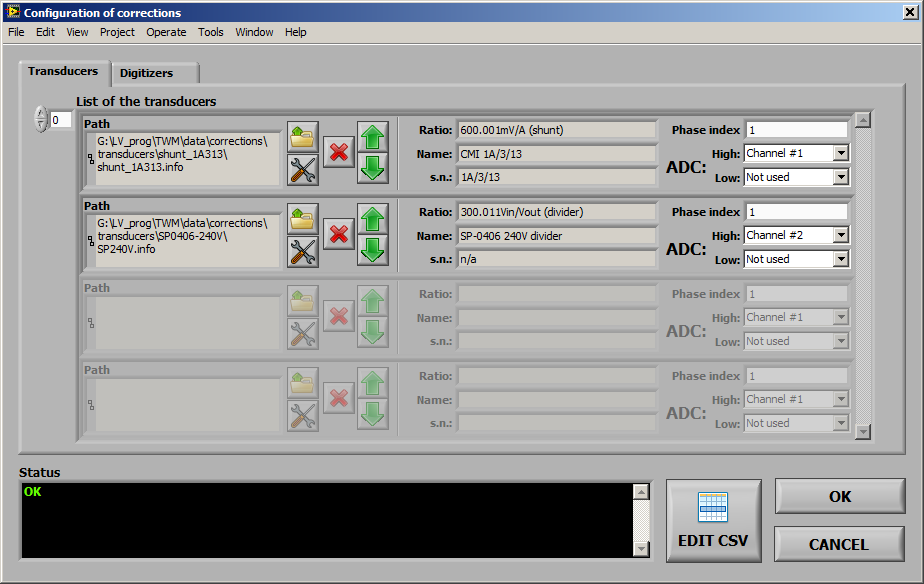 Configuration of corrections
File Edit View Project Operate Tools Window Help
Transducers Digitizers
List of the transducers
0
Path
G:\LV_prog\TWM\data\corrections\
transducers\shunt_1A313\
shunt_1A313.info
Ratio: 600.001mV/A (shunt)
Name: CMI 1A/3/13
s.n.: 1A/3/13
Phase index 1
ADC:
High: Channel #1
Low: Not used
Path
G:\LV_prog\TWM\data\corrections\
transducers\SP0406-240V\
SP240V.info
Ratio: 300.011Vin/Vout (divider)
Name: SP-0406 240V divider
s.n.: n/a
Phase index 1
ADC:
High: Channel #2
Low: Not used
Path
Ratio:
Name:
s.n.:
Phase index 1
ADC:
High: Channel #1
Low: Not used
Path
Ratio:
Name:
s.n.:
Phase index 1
ADC:
High: Channel #1
Low: Not used
Status
OK
EDIT CSV
OK
CANCEL